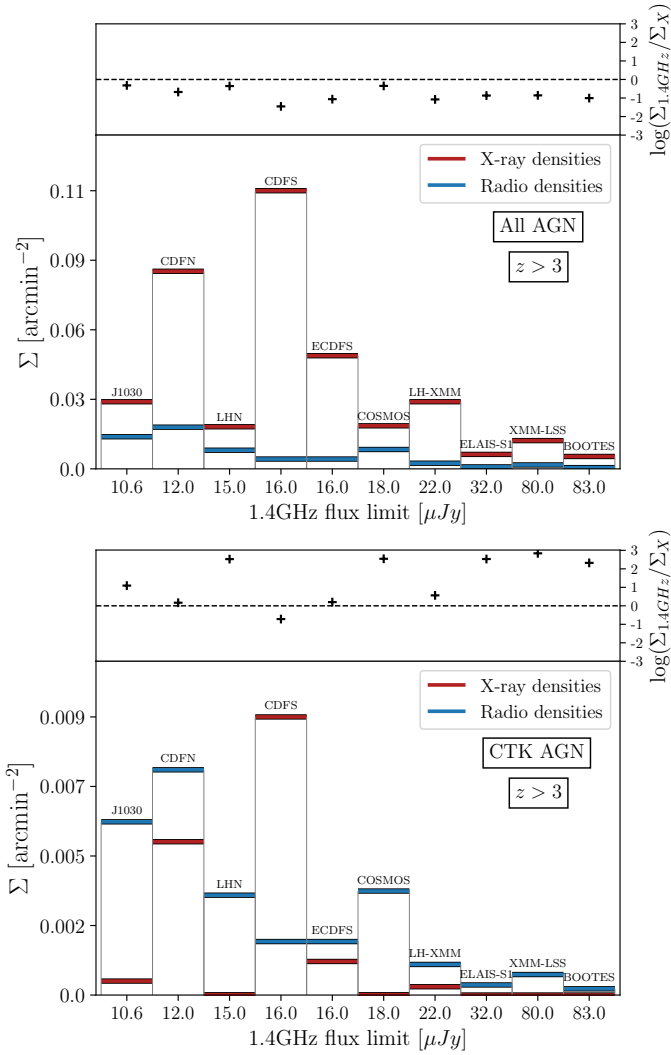 3
2
1
0
-1
-2
-3
log(Σ1.4GHz/ΣX)
X-ray densities
Radio densities
All AGN
z > 3
Σ [arcmin−2]
0.11
0.09
0.06
0.03
0.0
J1030
CDFN
LHN
CDFS
ECDFS
COSMOS
LH-XMM
ELAIS-S1
XMM-LSS
BOOTES
10.6 12.0 15.0 16.0 16.0 18.0 22.0 32.0 80.0 83.0
1.4GHz flux limit [μJy]
3
2
1
0
-1
-2
-3
log(Σ1.4GHz/ΣX)
X-ray densities
Radio densities
CTK AGN
z > 3
Σ [arcmin−2]
0.009
0.007
0.005
0.002
0.0
J1030
CDFN
LHN
CDFS
ECDFS
COSMOS
LH-XMM
ELAIS-S1
XMM-LSS
BOOTES
10.6 12.0 15.0 16.0 16.0 18.0 22.0 32.0 80.0 83.0
1.4GHz flux limit [μJy]